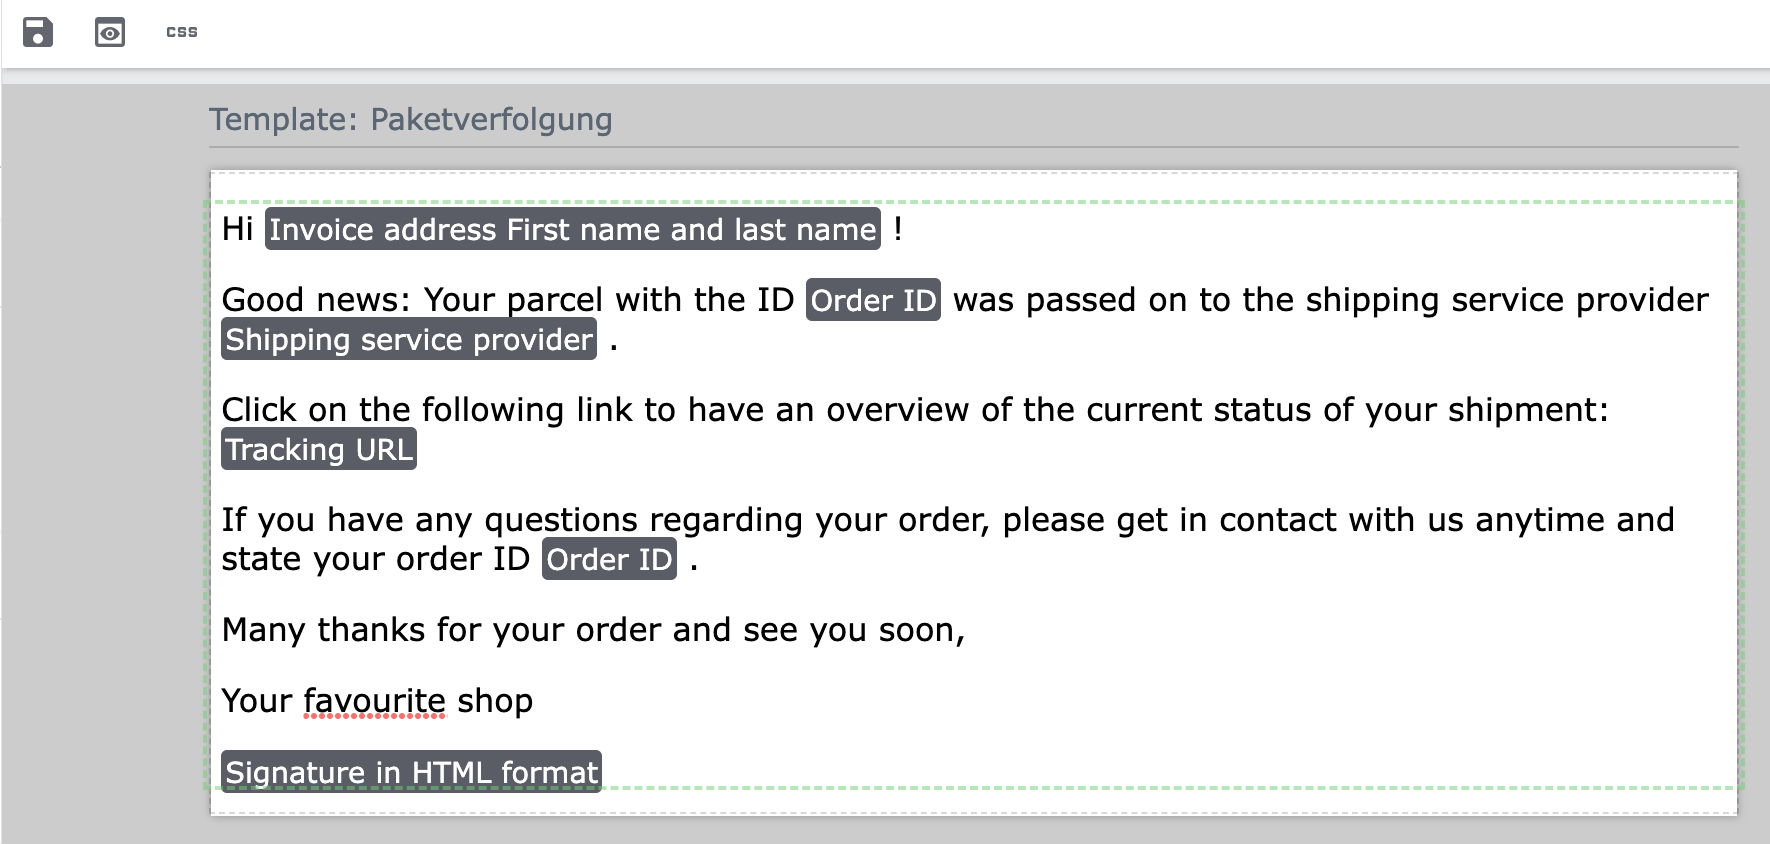 CSS
Template: Paketverfolgung
Hi Invoice address First name and last name !
Good news: Your parcel with the ID Order ID was passed on to the shipping service provider
Shipping service provider .
Click on the following link to have an overview of the current status of your shipment:
Tracking URL
If you have any questions regarding your order, please get in contact with us anytime and
state your order ID Order ID .
Many thanks for your order and see you soon,
Your favourite shop
Signature in HTML format